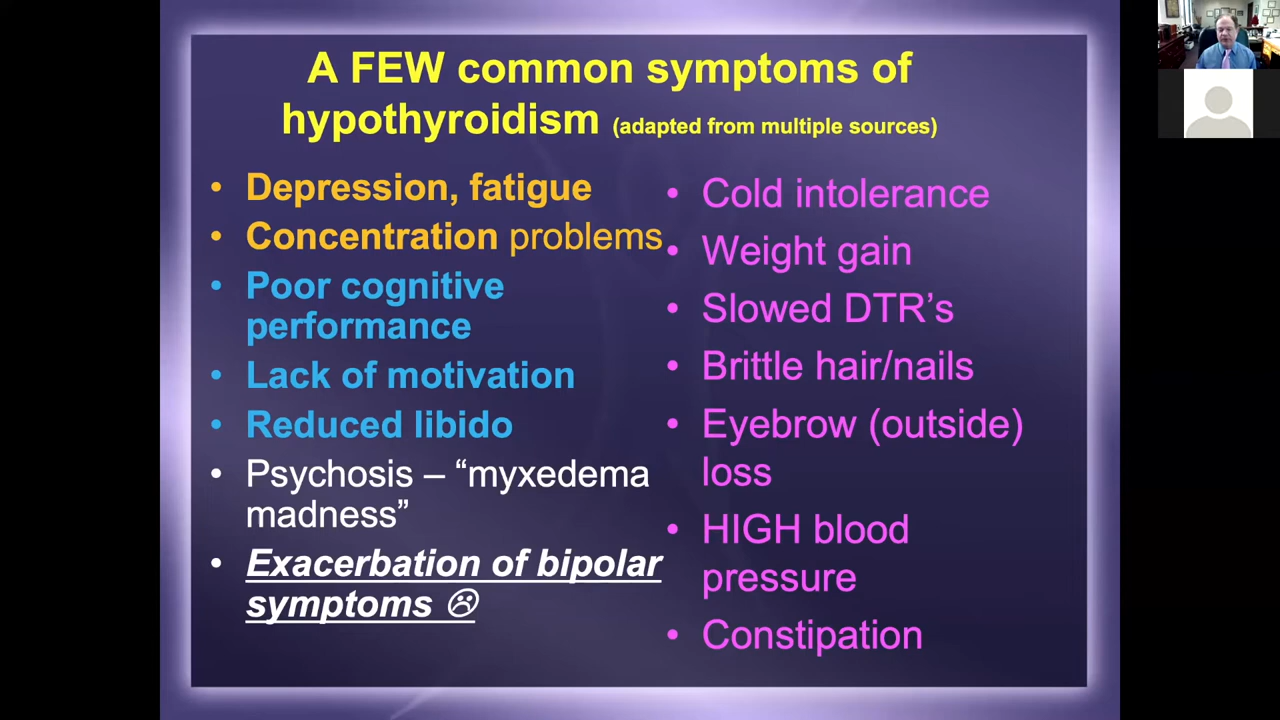 A FEW common symptoms of
hypothyroidism (adapted from multiple sources)
• Depression, fatigue
• Concentration problems
• Poor cognitive
performance
• Lack of motivation
• Reduced libido
• Psychosis – “myxedema
madness”
• Exacerbation of bipolar
symptoms ☹
• Cold intolerance
• Weight gain
• Slowed DTR’s
• Brittle hair/nails
• Eyebrow (outside)
loss
• HIGH blood
pressure
• Constipation